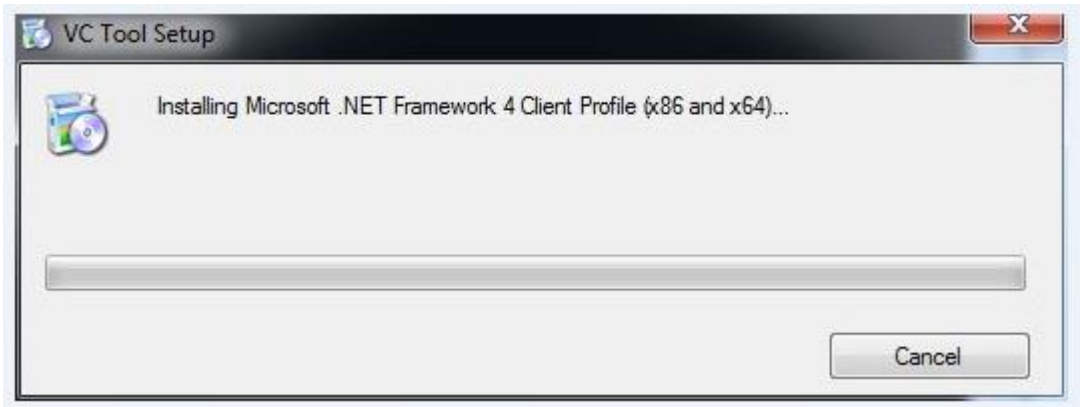 VC Tool Setup
Installing Microsoft .NET Framework 4 Client Profile (x86 and x64)...
Cancel